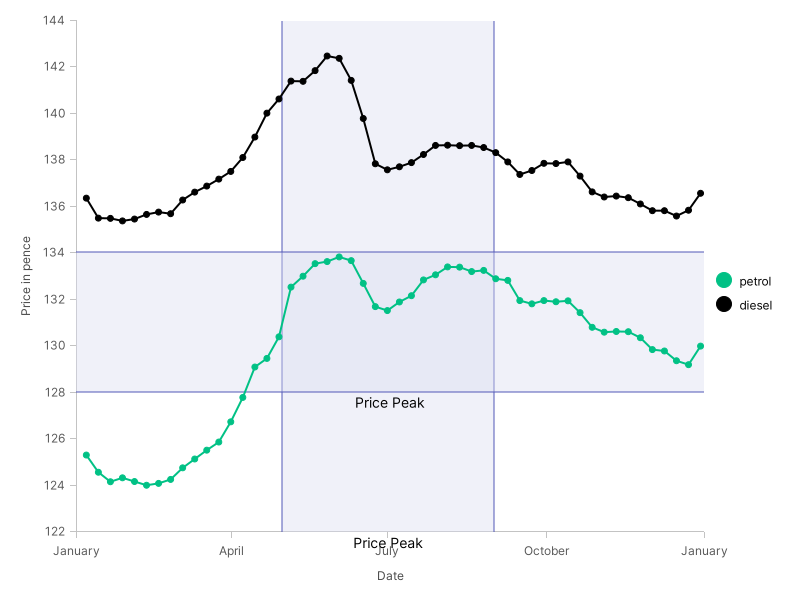 144
142
140
138
136
134
132
130
128
126
124
122
Price in pence
Price Peak
Price Peak
January
April
July
October
January
Date
petrol
diesel